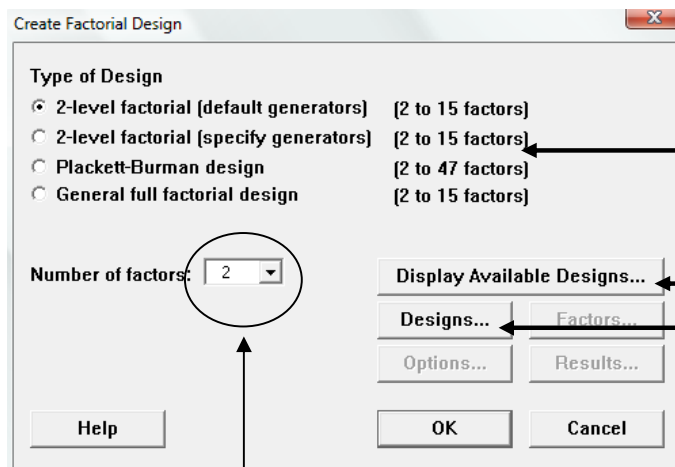 Create Factorial Design
Type of Design
2-level factorial (default generators) (2 to 15 factors)
2-level factorial (specify generators) (2 to 15 factors)
Plackett-Burman design (2 to 47 factors)
General full factorial design (2 to 15 factors)
Number of factors: 2 Display Available Designs...
Designs... Factors...
Options... Results...
Help OK Cancel